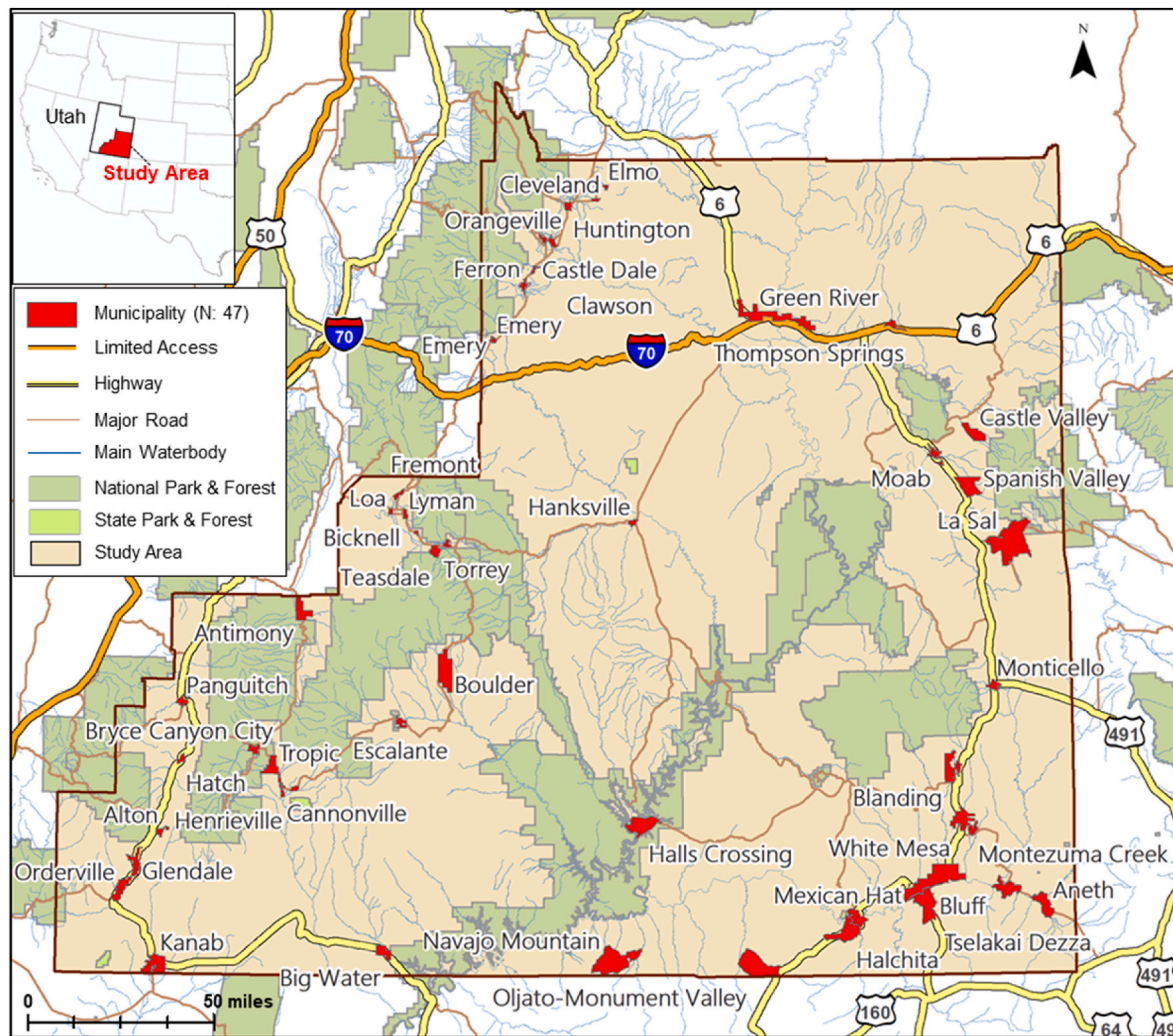 Utah
Study Area
N
Municipality (N: 47)
Limited Access
Highway
Major Road
Main Waterbody
National Park & Forest
State Park & Forest
Study Area
50
6
6
6
70
70
Elmo
Cleveland
Orangeville
Huntington
Ferron
Castle Dale
Clawson
Emery
Emery
Green River
Thompson Springs
Castle Valley
Moab
Spanish Valley
La Sal
Fremont
Loa
Lyman
Hanksville
Bicknell
Teasdale
Torrey
Antimony
Panguitch
Boulder
Monticello
491
Bryce Canyon City
Tropic
Escalante
Hatch
Cannonville
Henrieville
Alton
Blanding
Glendale
Orderville
Halls Crossing
White Mesa
Montezuma Creek
Mexican Hat
Aneth
Bluff
Kanab
Navajo Mountain
Tselakai Dezza
Halchita
Big Water
Oljato-Monument Valley
491
160
64
49
0
50 miles